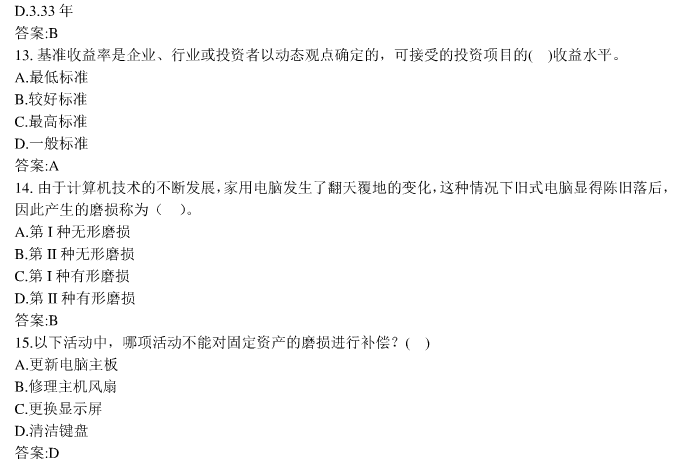 D.3.33 年
答案:B
13. 基准收益率是企业、行业或投资者以动态观点确定的，可接受的投资项目的(　)收益水平。
A.最低标准
B.较好标准
C.最高标准
D.一般标准
答案:A
14. 由于计算机技术的不断发展，家用电脑发生了翻天覆地的变化，这种情况下旧式电脑显得陈旧落后，
因此产生的磨损称为（　）。
A.第 I 种无形磨损
B.第 II 种无形磨损
C.第 I 种有形磨损
D.第 II 种有形磨损
答案:B
15.以下活动中，哪项活动不能对固定资产的磨损进行补偿？(　)
A.更新电脑主板
B.修理主机风扇
C.更换显示屏
D.清洁键盘
答案:D